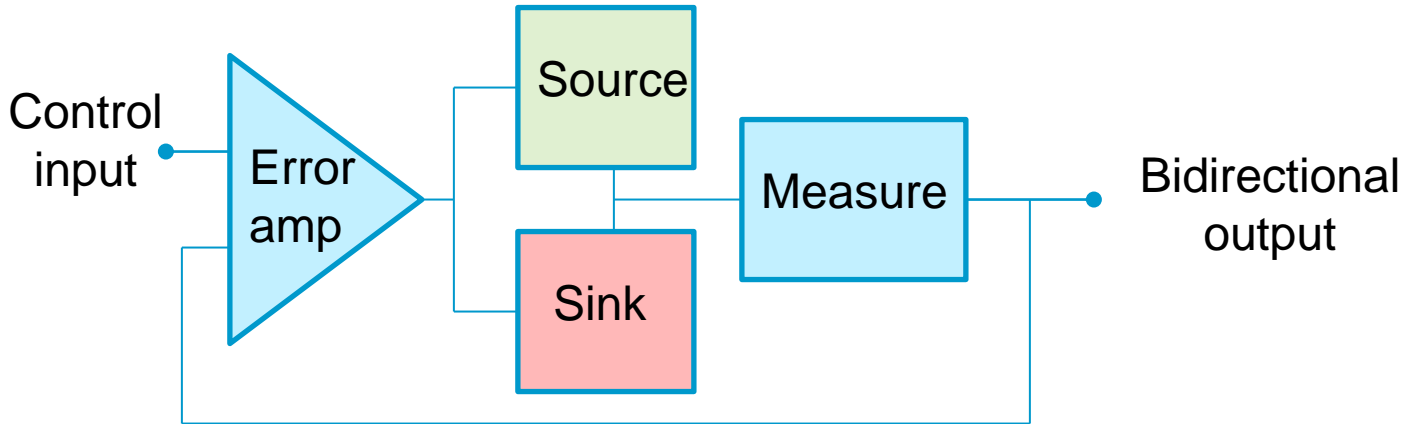 Control
input
Error
amp
Source
Sink
Measure
Bidirectional
output